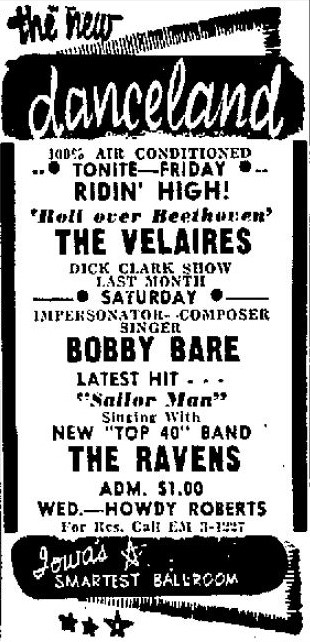 the new
danceland
100% AIR CONDITIONED
TONITE—FRIDAY
RIDIN' HIGH!
'Roll over Beethoven'
THE VELAIRES
DICK CLARK SHOW
LAST MONTH
SATURDAY
IMPERSONATOR- -COMPOSER
SINGER
BOBBY BARE
LATEST HIT - - -
"Sailor Man"
Singing With
NEW "TOP 40" BAND
THE RAVENS
ADM. $1.00
WED.—HOWDY ROBERTS
For Res. Call EM 3-1227
Iowa's
SMARTEST BALLROOM